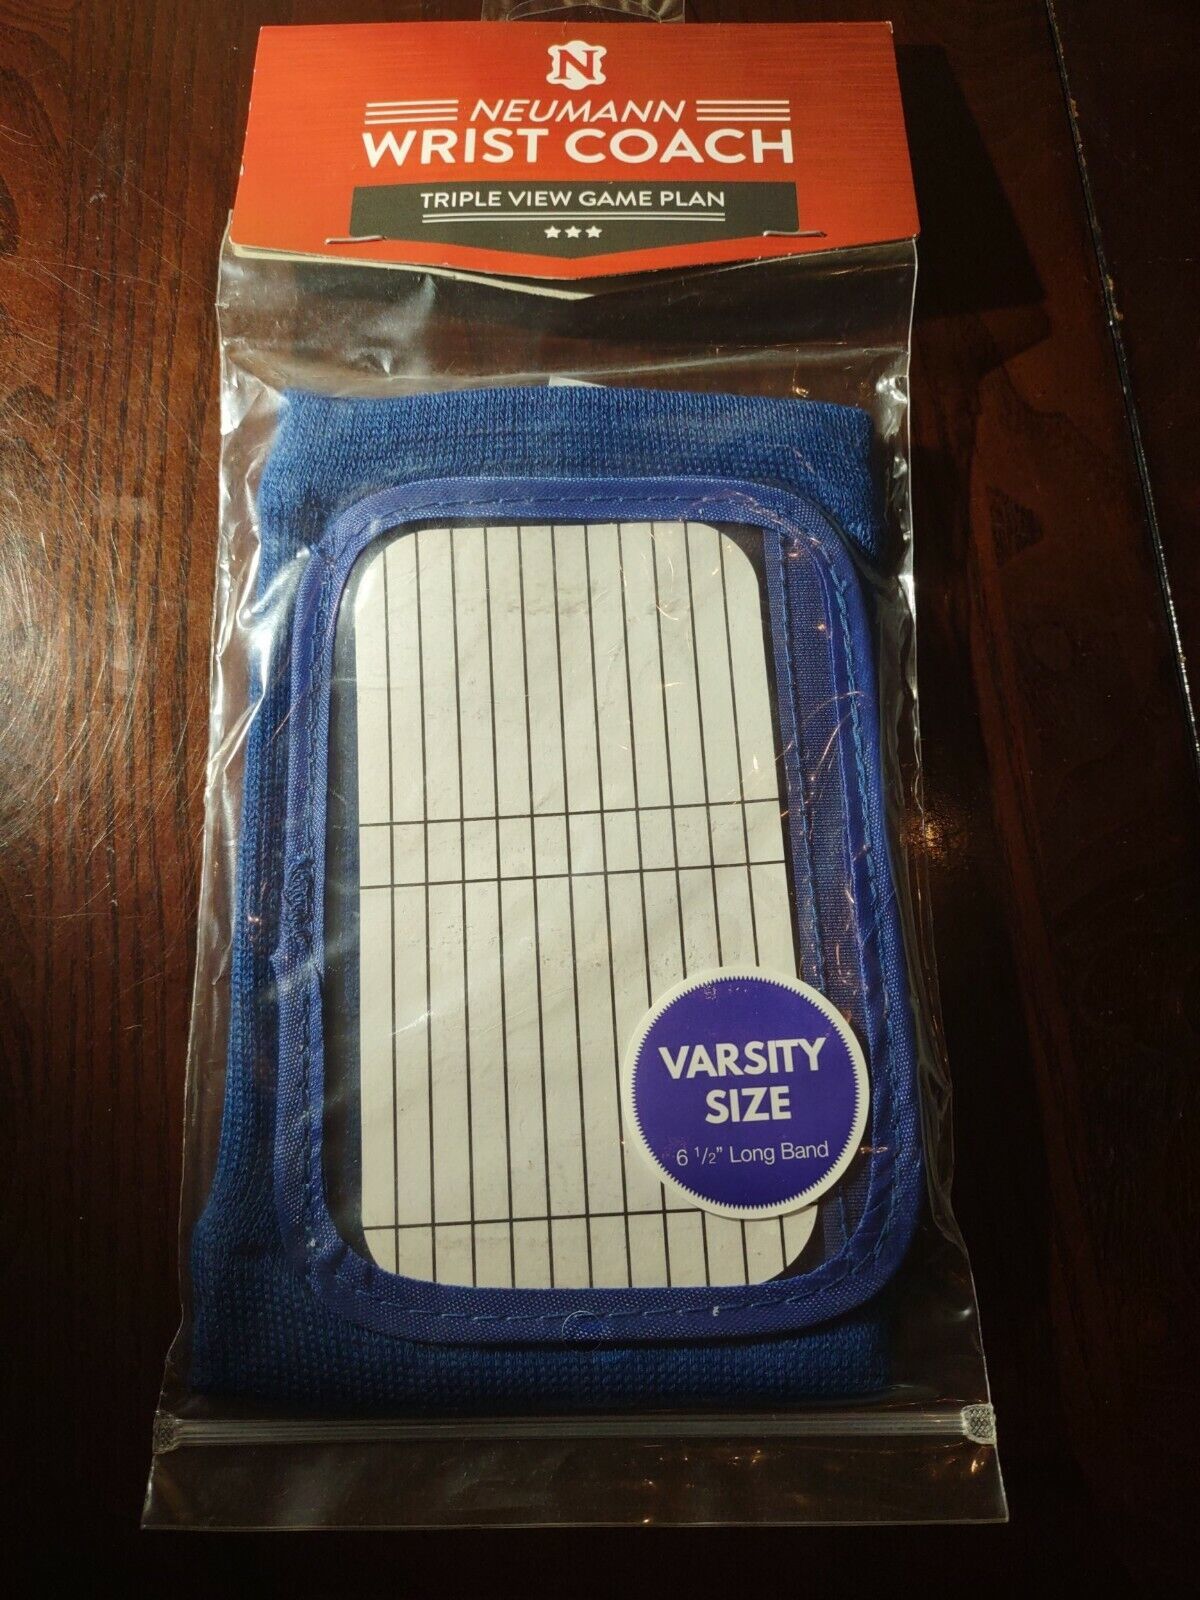 N
NEUMANN
WRIST COACH
TRIPLE VIEW GAME PLAN
VARSITY
SIZE
6 1/2" Long Band